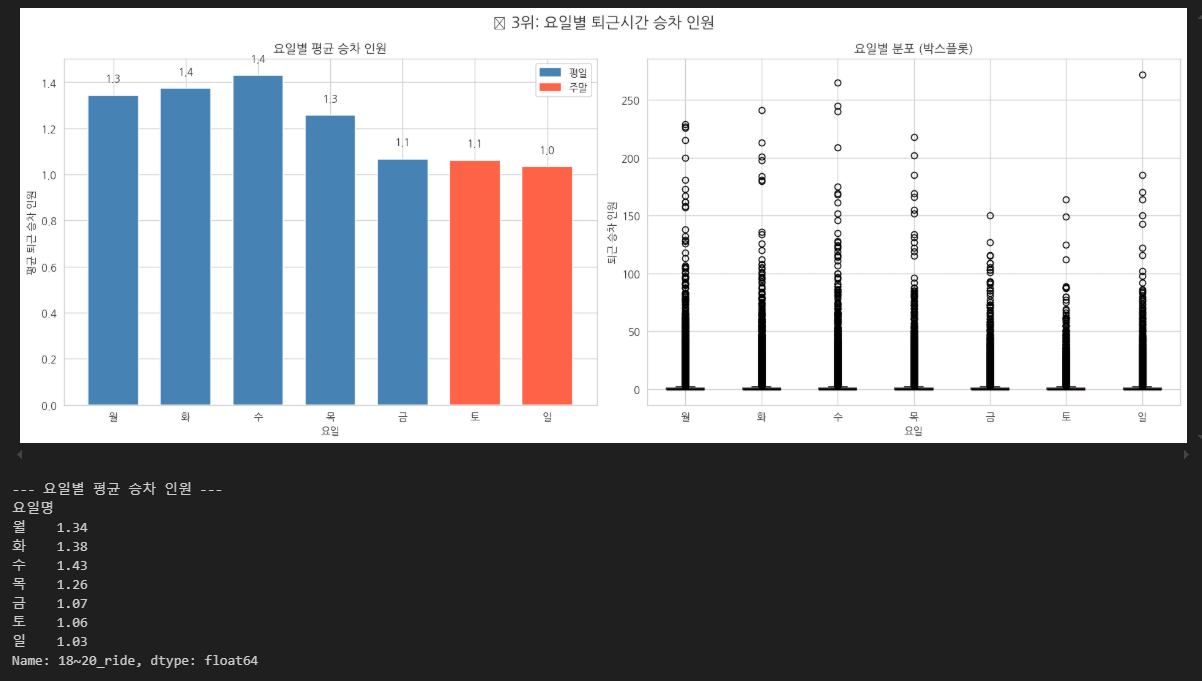 3위: 요일별 퇴근시간 승차 인원
요일별 평균 승차 인원
평균 퇴근 승차 인원
1.4
1.2
1.0
0.8
0.6
0.4
0.2
0.0
1.3
1.4
1.4
1.3
1.1
1.1
1.0
평일
주말
월 화 수 목 금 토 일
요일
요일별 분포 (박스플롯)
퇴근 승차 인원
250
200
150
100
50
0
월 화 수 목 금 토 일
요일
--- 요일별 평균 승차 인원 ---
요일명
월 1.34
화 1.38
수 1.43
목 1.26
금 1.07
토 1.06
일 1.03
Name: 18~20_ride, dtype: float64